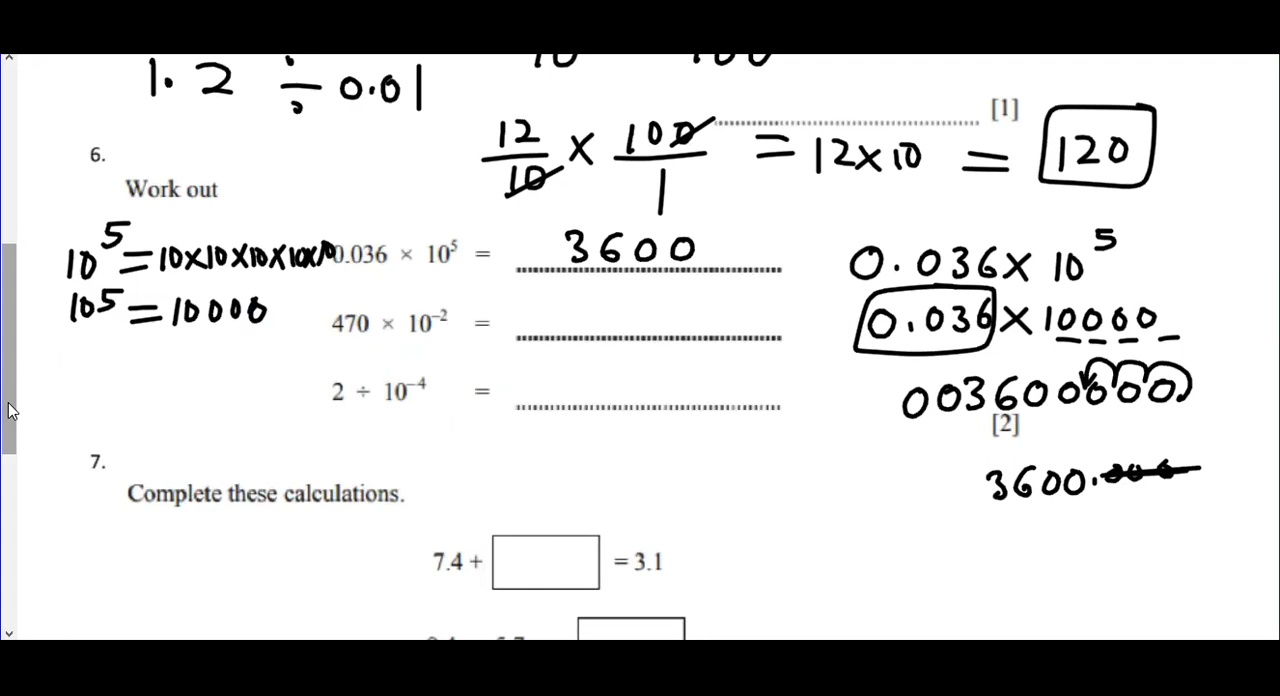 1.2 ÷ 0.01
[1]
12/10 × 100/1 = 12×10 = 120
6.
Work out
10^5 = 10×10×10×10×10
0.036 × 10^5 = 3600
0.036 × 10^5
10^5 = 10000
470 × 10^−2 =
0.036 × 10000
2 ÷ 10^−4 =
003600000
[2]
7.
3600.000
Complete these calculations.
7.4 + = 3.1